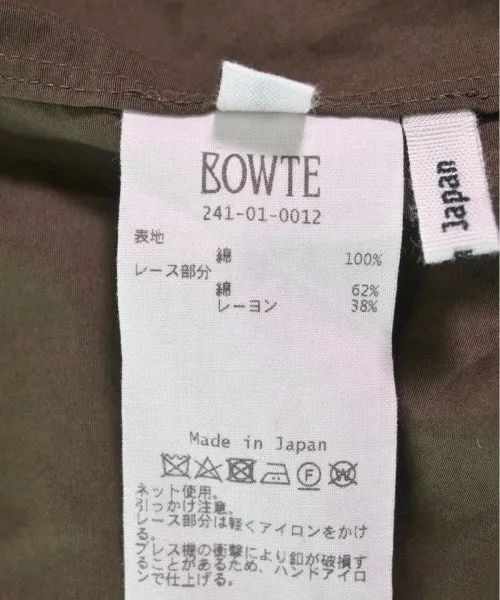 BOWTE
241-01-0012
表地
綿 100%
レース部分
綿 62%
レーヨン 38%
Made in Japan
F
W
ネット使用。
引っかけ注意。
レース部分は軽くアイロンをかけ
る。
プレス機の衝撃により釦が破損す
ることがあるため、ハンドアイロ
ンで仕上げる。
Japan